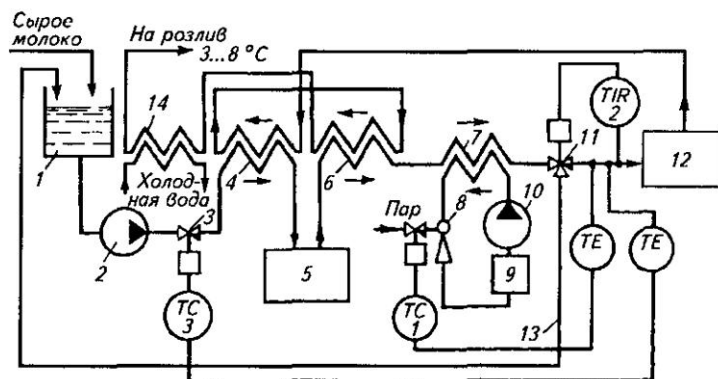 Сырое
молоко
На розлив
3...8 °C
14
TIR
2
11
7
12
1
4
6
Холод-
ная вода
3
Пар
8
10
2
5
9
TE
TE
TC
3
TC
1
13